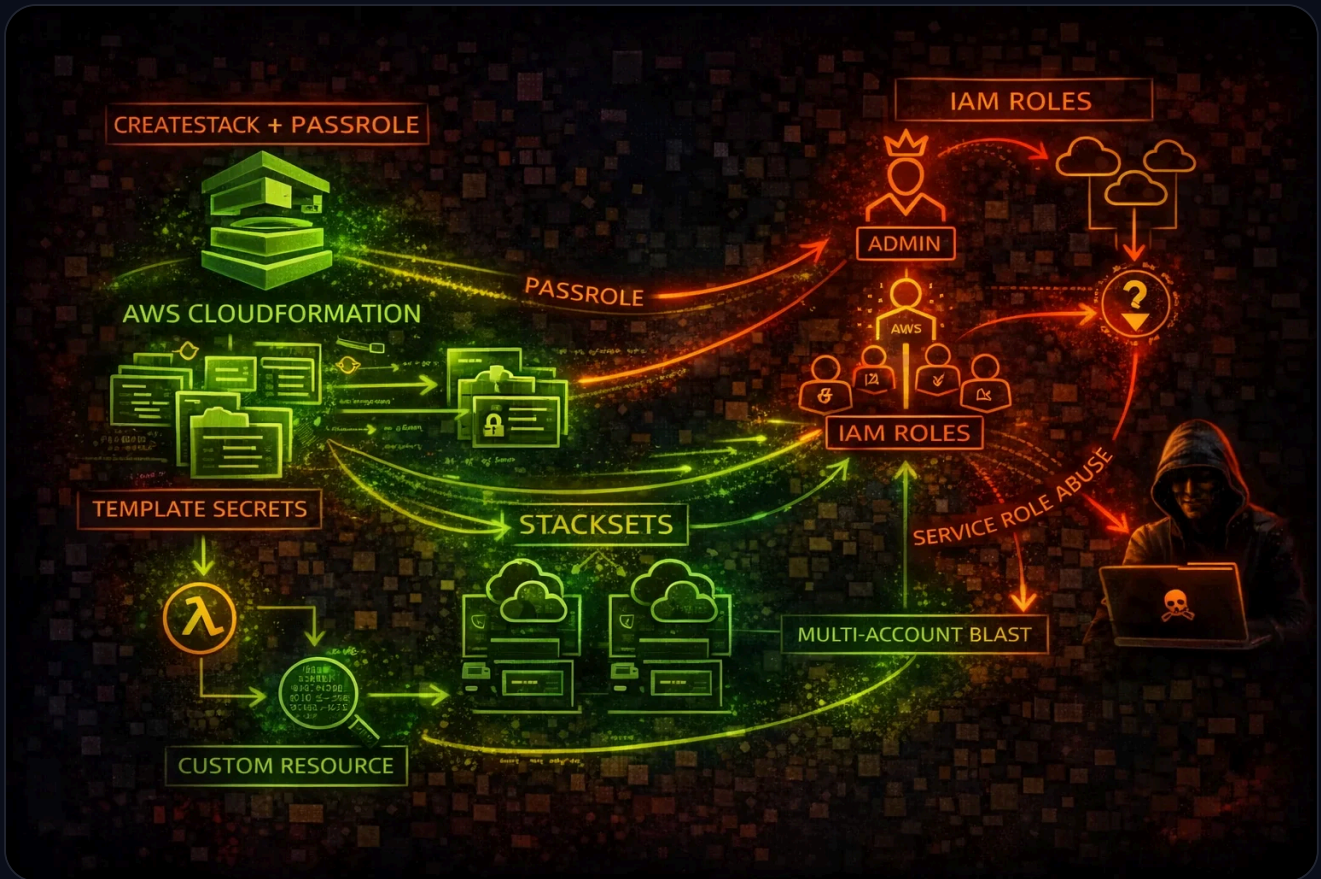 CREATESTACK + PASSROLE
IAM ROLES
ADMIN
PASSROLE
AWS CLOUDFORMATION
AWS
IAM ROLES
TEMPLATE SECRETS
STACKSETS
SERVICE ROLE ABUSE
MULTI-ACCOUNT BLAST
CUSTOM RESOURCE